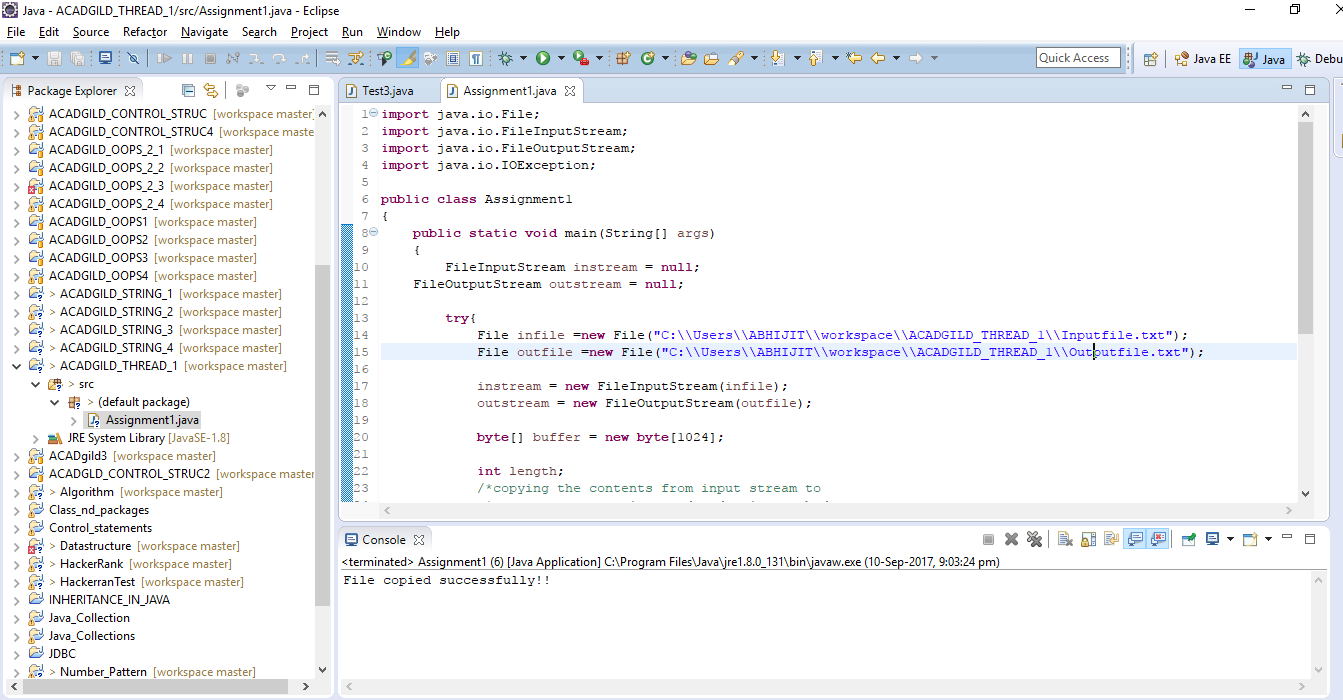 Java - ACADGILD_THREAD_1/src/Assignment1.java - Eclipse
File Edit Source Refactor Navigate Search Project Run Window Help
Quick Access
Java EE
Java
Debu
Package Explorer
ACADGILD_CONTROL_STRUC [workspace master]
ACADGILD_CONTROL_STRUC4 [workspace maste
ACADGILD_OOPS_2_1 [workspace master]
ACADGILD_OOPS_2_2 [workspace master]
ACADGILD_OOPS_2_3 [workspace master]
ACADGILD_OOPS_2_4 [workspace master]
ACADGILD_OOPS1 [workspace master]
ACADGILD_OOPS2 [workspace master]
ACADGILD_OOPS3 [workspace master]
ACADGILD_OOPS4 [workspace master]
> ACADGILD_STRING_1 [workspace master]
> ACADGILD_STRING_2 [workspace master]
> ACADGILD_STRING_3 [workspace master]
> ACADGILD_STRING_4 [workspace master]
> ACADGILD_THREAD_1 [workspace master]
> src
> (default package)
Assignment1.java
JRE System Library [JavaSE-1.8]
ACADgild3 [workspace master]
ACADGLD_CONTROL_STRUC2 [workspace master
> Algorithm [workspace master]
Class_nd_packages
Control_statements
> Datastructure [workspace master]
> HackerRank [workspace master]
> HackerranTest [workspace master]
INHERITANCE_IN_JAVA
Java_Collection
Java_Collections
JDBC
> Number_Pattern [workspace master]
Test3.java
Assignment1.java
1 import java.io.File;
2 import java.io.FileInputStream;
3 import java.io.FileOutputStream;
4 import java.io.IOException;
5
6 public class Assignment1
7 {
8 public static void main(String[] args)
9 {
10 FileInputStream instream = null;
11 FileOutputStream outstream = null;
12
13 try{
14 File infile =new File("C:\\Users\\ABHIJIT\\workspace\\ACADGILD_THREAD_1\\Inputfile.txt");
15 File outfile =new File("C:\\Users\\ABHIJIT\\workspace\\ACADGILD_THREAD_1\\Outputfile.txt");
16
17 instream = new FileInputStream(infile);
18 outstream = new FileOutputStream(outfile);
19
20 byte[] buffer = new byte[1024];
21
22 int length;
23 /*copying the contents from input stream to
Console
<terminated> Assignment1 (6) [Java Application] C:\Program Files\Java\jre1.8.0_131\bin\javaw.exe (10-Sep-2017, 9:03:24 pm)
File copied successfully!!